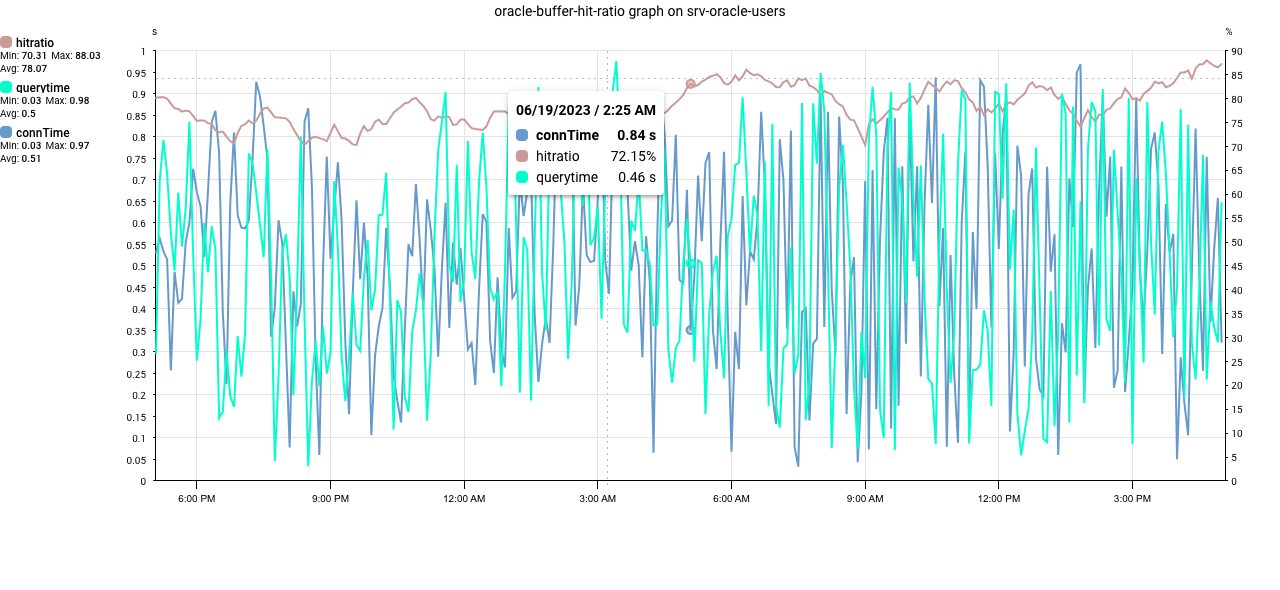 oracle-buffer-hit-ratio graph on srv-oracle-users
s
%
hitratio
Min: 70.31 Max: 88.03
Avg: 78.07
querytime
Min: 0.03 Max: 0.98
Avg: 0.5
connTime
Min: 0.03 Max: 0.97
Avg: 0.51
1
0.95
0.9
0.85
0.8
0.75
0.7
0.65
0.6
0.55
0.5
0.45
0.4
0.35
0.3
0.25
0.2
0.15
0.1
0.05
0
06/19/2023 / 2:25 AM
connTime 0.84 s
hitratio 72.15%
querytime 0.46 s
90
85
80
75
70
65
60
55
50
45
40
35
30
25
20
15
10
5
0
6:00 PM 9:00 PM 12:00 AM 3:00 AM 6:00 AM 9:00 AM 12:00 PM 3:00 PM